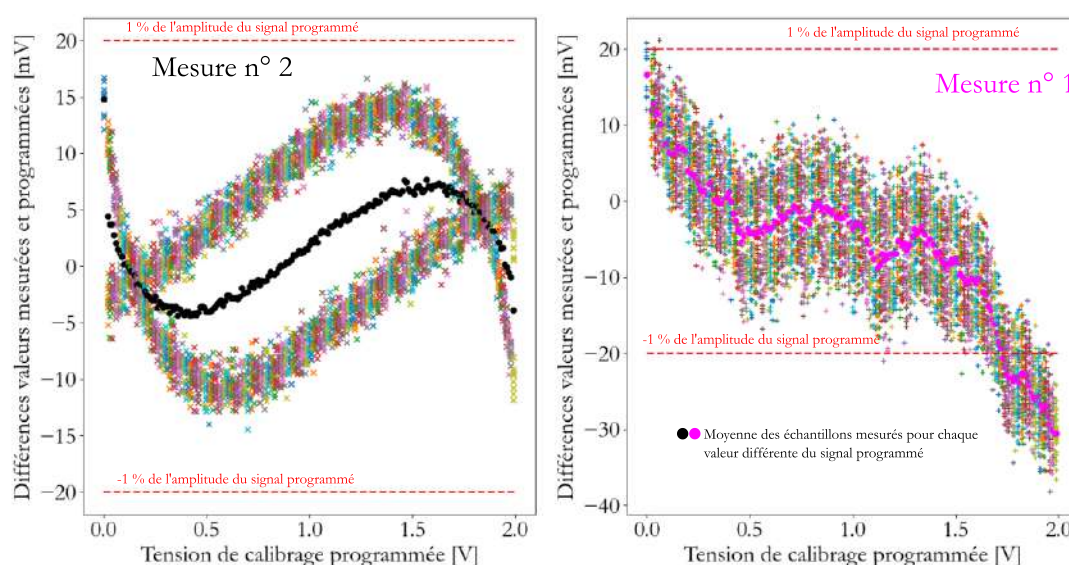 1 % de l'amplitude du signal programmé
Mesure n° 2
-1 % de l'amplitude du signal programmé
Différences valeurs mesurées et programmées [mV]
20
15
10
5
0
−5
−10
−15
−20
0.0 0.5 1.0 1.5 2.0
Tension de calibrage programmée [V]
1 % de l'amplitude du signal programmé
Mesure n° 1
-1 % de l'amplitude du signal programmé
Moyenne des échantillons mesurés pour chaque
valeur différente du signal programmé
Différences valeurs mesurées et programmées [mV]
20
10
0
−10
−20
−30
−40
0.0 0.5 1.0 1.5 2.0
Tension de calibrage programmée [V]